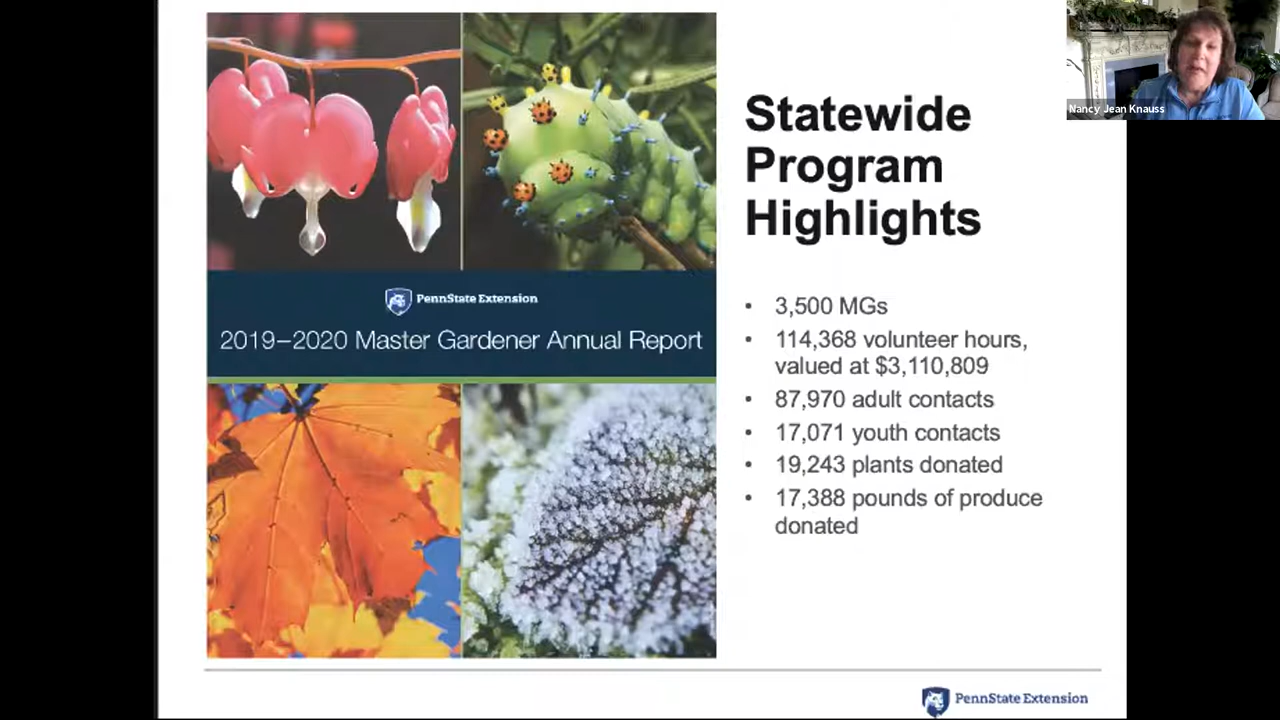 Nancy Jean Knauss
Statewide
Program
Highlights
PennState Extension
2019–2020 Master Gardener Annual Report
• 3,500 MGs
• 114,368 volunteer hours,
valued at $3,110,809
• 87,970 adult contacts
• 17,071 youth contacts
• 19,243 plants donated
• 17,388 pounds of produce
donated
PennState Extension